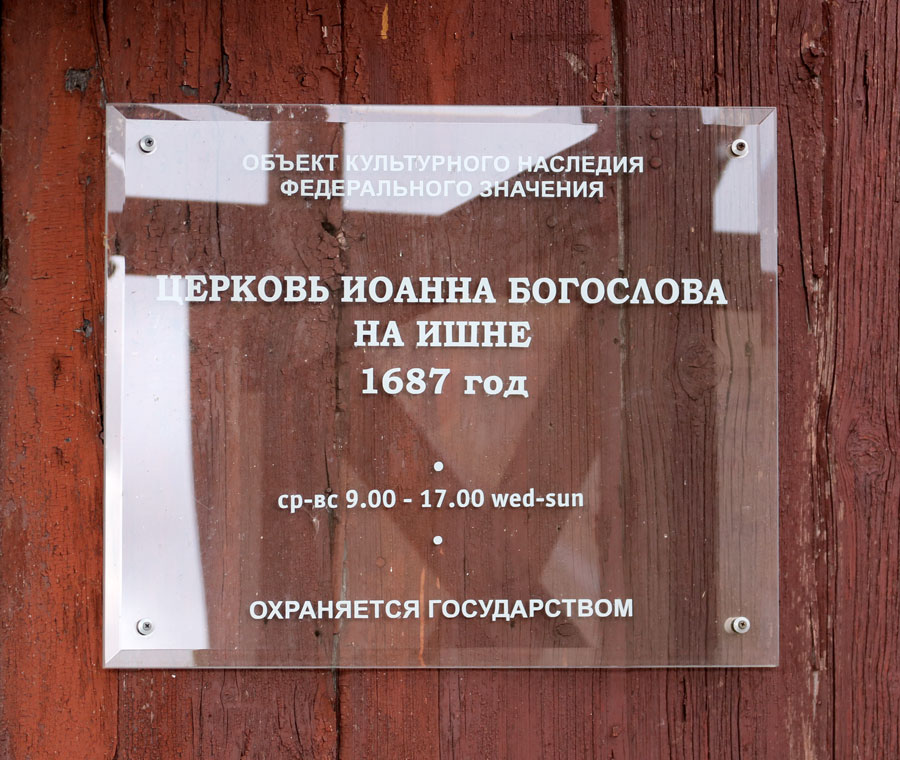 ОБЪЕКТ КУЛЬТУРНОГО НАСЛЕДИЯ
ФЕДЕРАЛЬНОГО ЗНАЧЕНИЯ
ЦЕРКОВЬ ИОАННА БОГОСЛОВА
НА ИШНЕ
1687 год
•
ср-вс 9.00 - 17.00 wed-sun
•
ОХРАНЯЕТСЯ ГОСУДАРСТВОМ